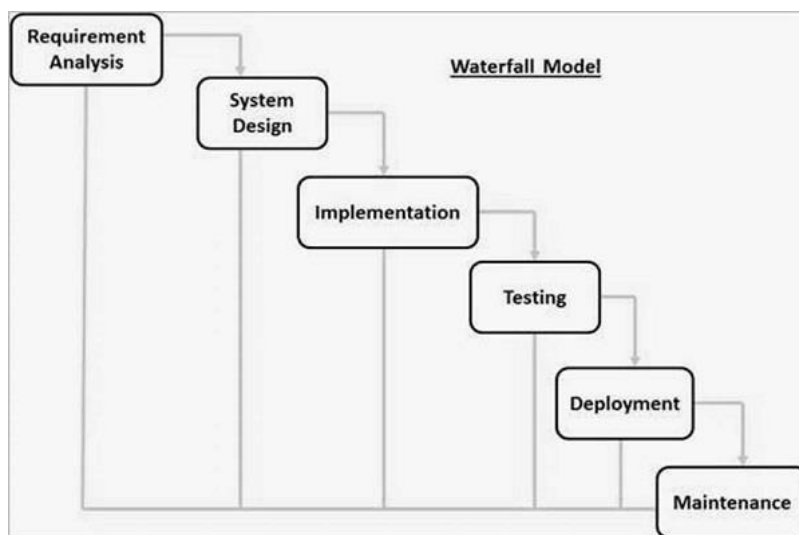 Requirement
Analysis
Waterfall Model
System
Design
Implementation
Testing
Deployment
Maintenance